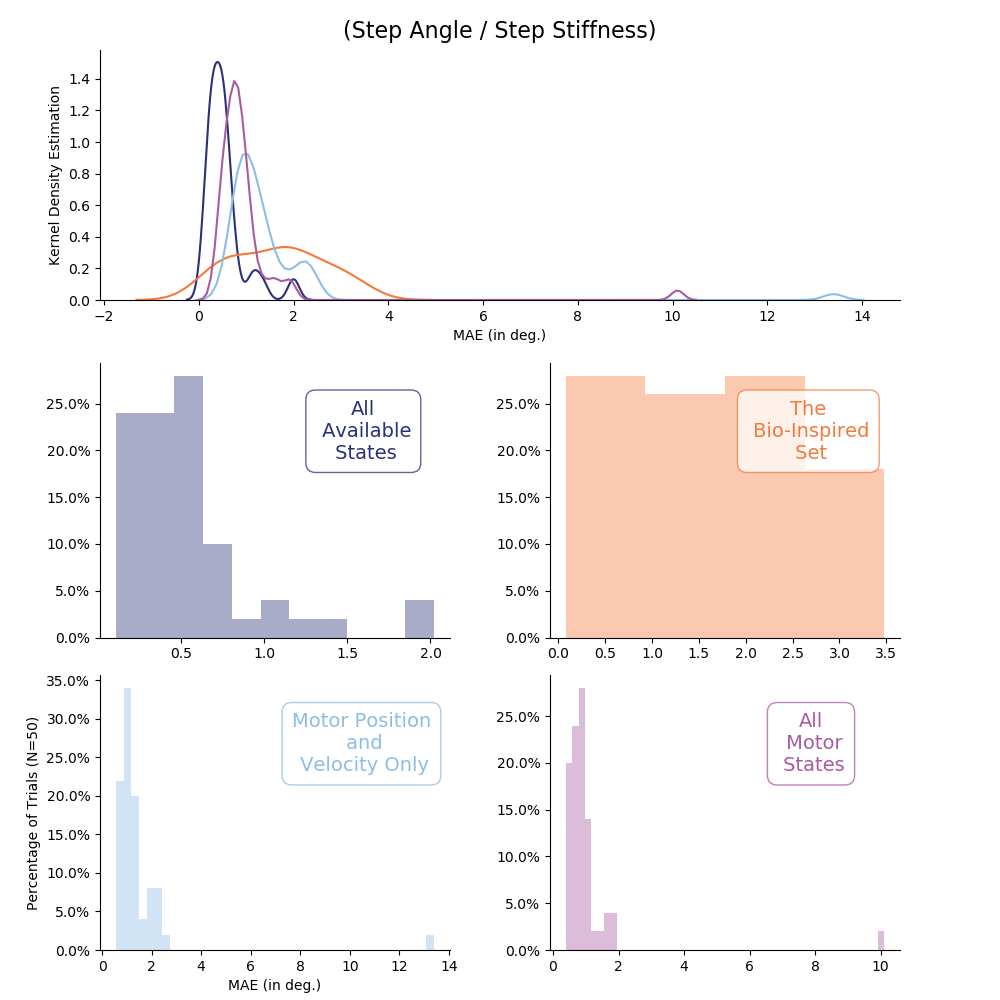 (Step Angle / Step Stiffness)
Kernel Density Estimation
1.4
1.2
1.0
0.8
0.6
0.4
0.2
0.0
−2 0 2 4 6 8 10 12 14
MAE (in deg.)
25.0%
20.0%
15.0%
10.0%
5.0%
0.0%
0.5 1.0 1.5 2.0
All
Available
States
25.0%
20.0%
15.0%
10.0%
5.0%
0.0%
0.0 0.5 1.0 1.5 2.0 2.5 3.0 3.5
The
Bio-Inspired
Set
Percentage of Trials (N=50)
35.0%
30.0%
25.0%
20.0%
15.0%
10.0%
5.0%
0.0%
0 2 4 6 8 10 12 14
MAE (in deg.)
Motor Position
and
Velocity Only
25.0%
20.0%
15.0%
10.0%
5.0%
0.0%
0 2 4 6 8 10
All
Motor
States